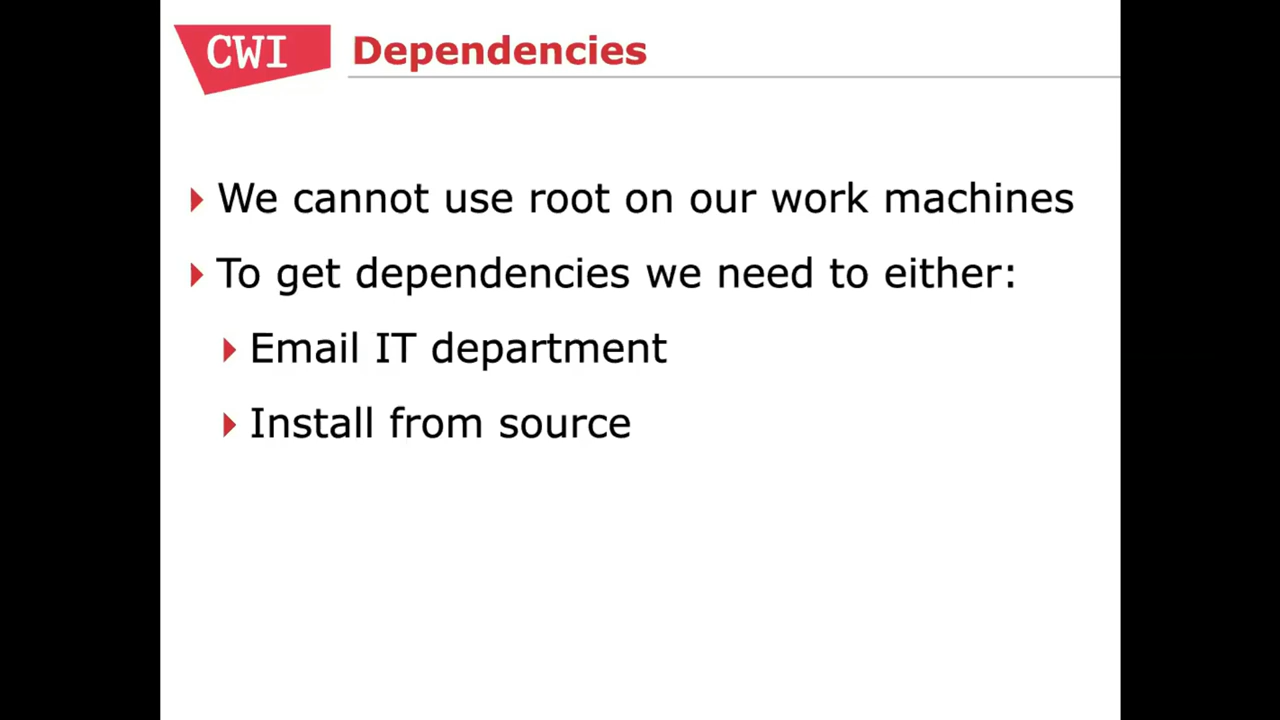 CWI
Dependencies
We cannot use root on our work machines
To get dependencies we need to either:
Email IT department
Install from source